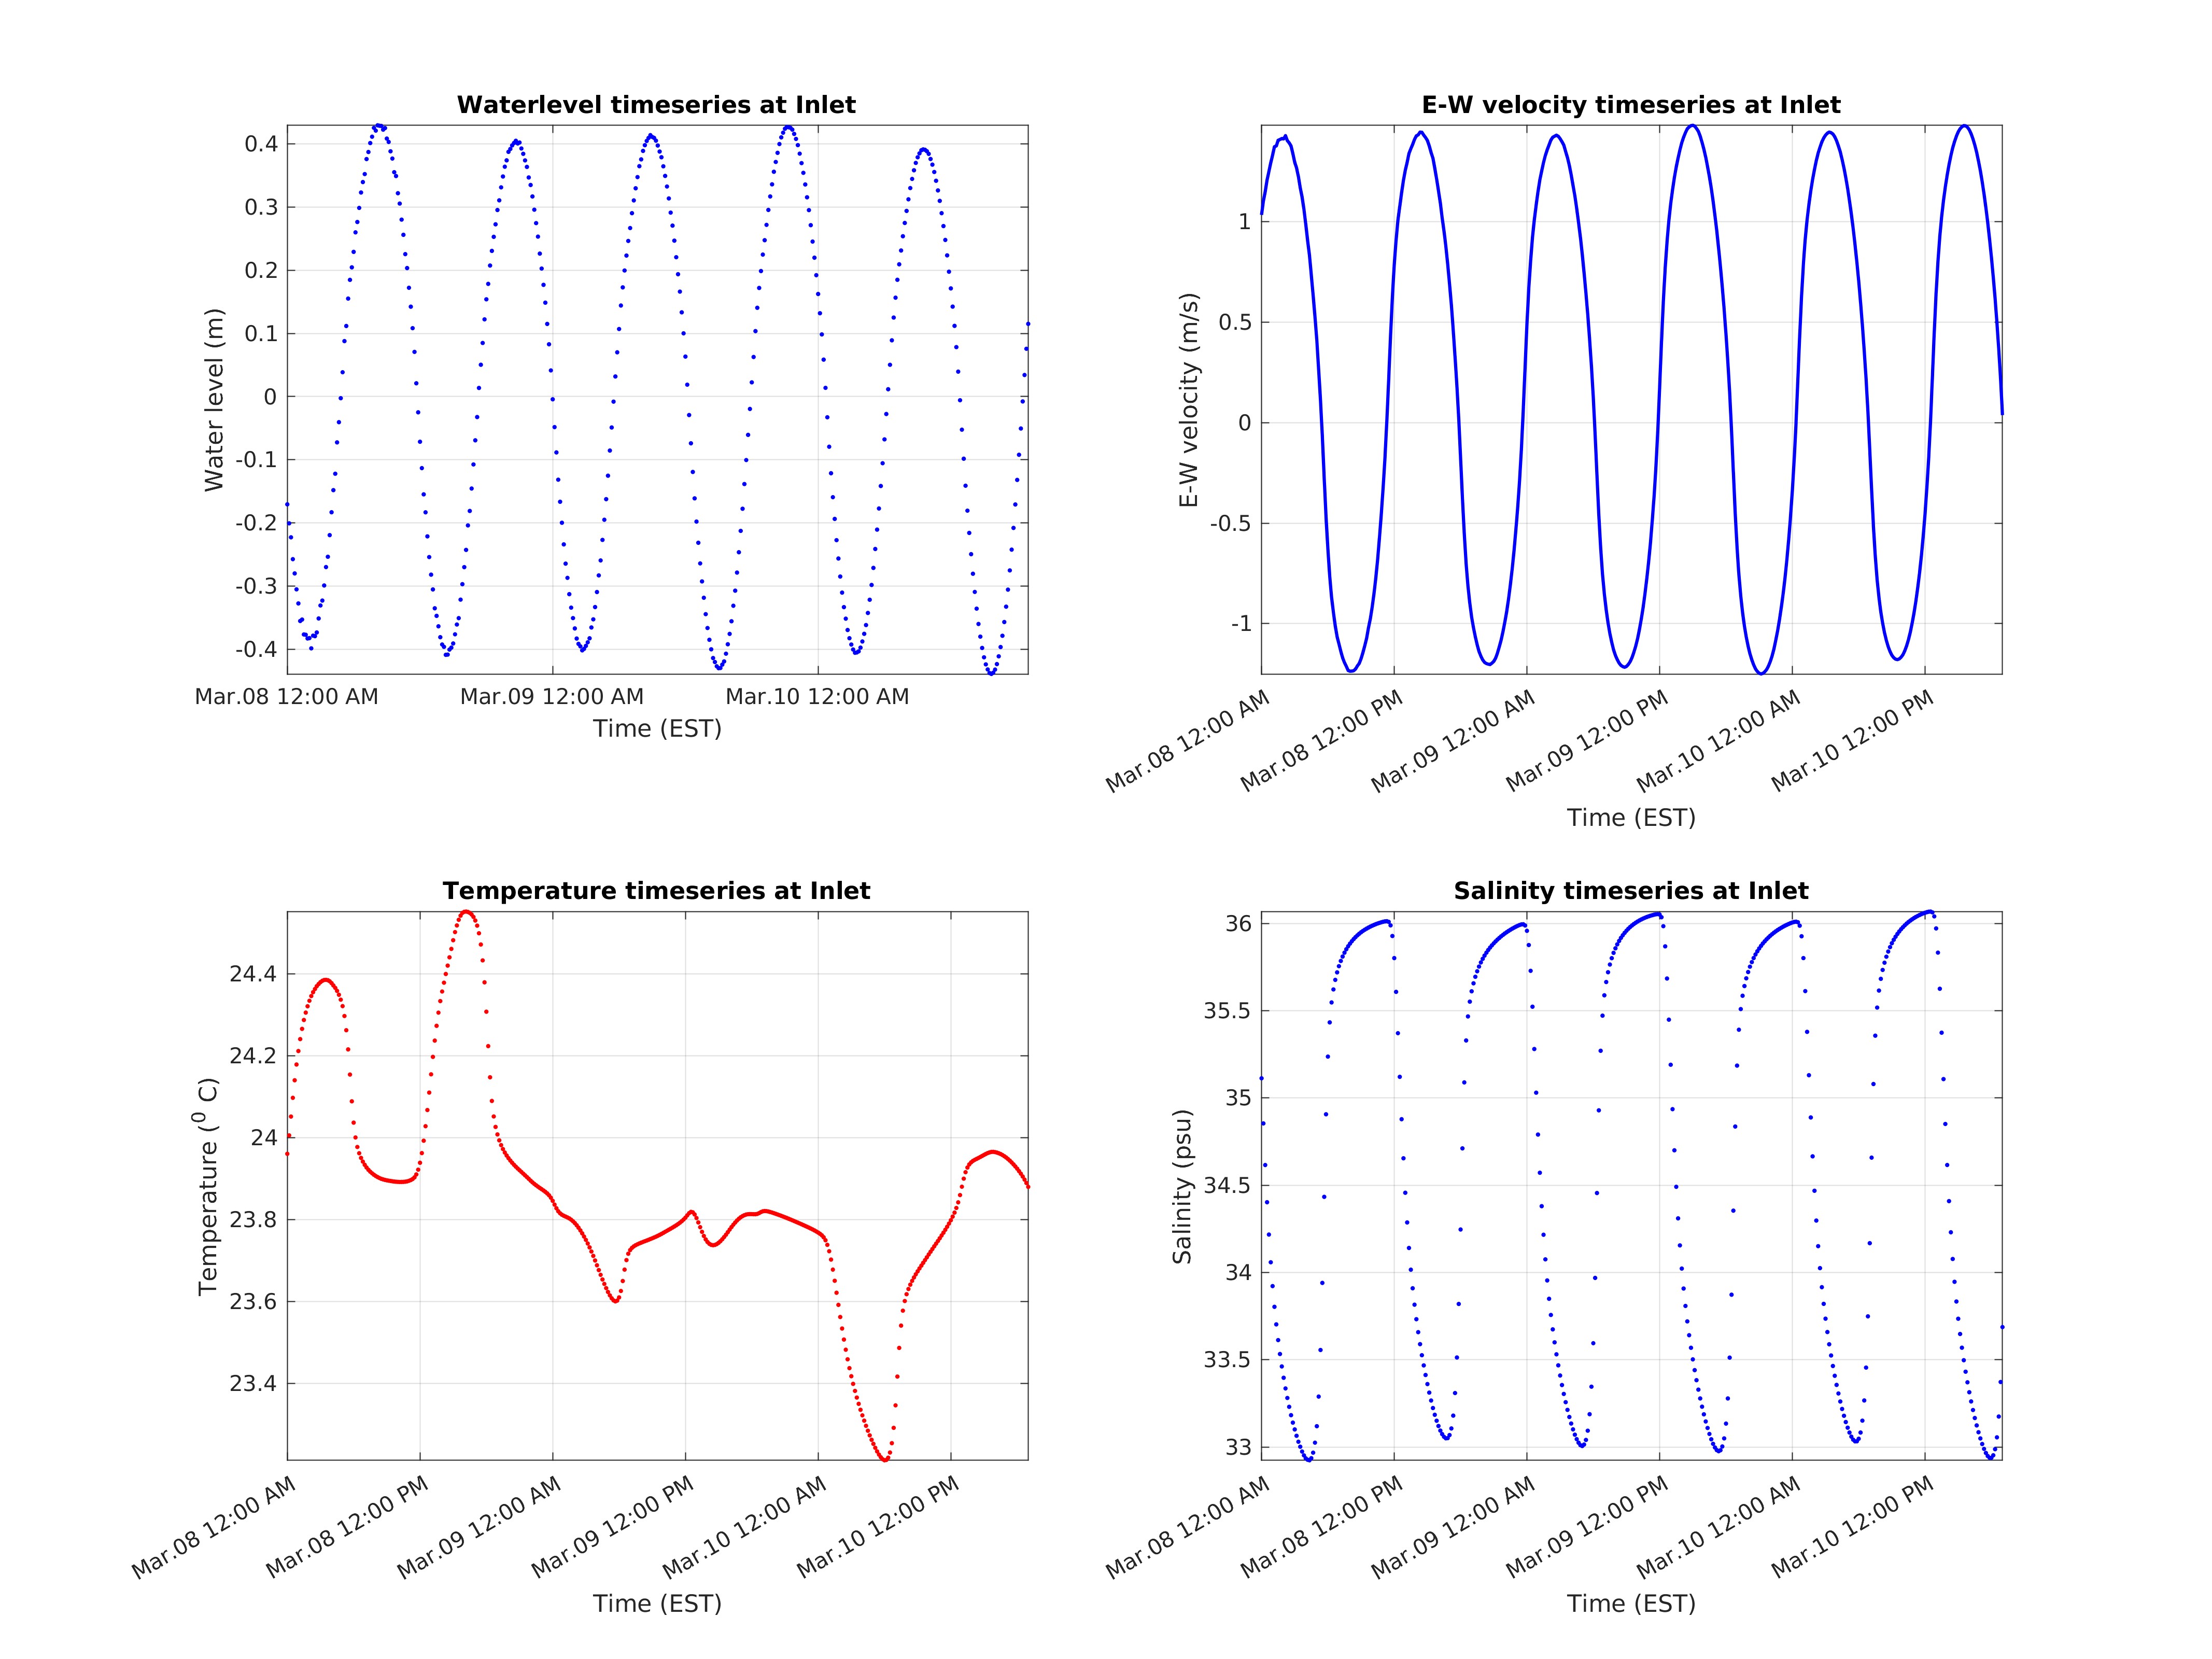 Waterlevel timeseries at Inlet
0.4
0.3
0.2
0.1
0
-0.1
-0.2
-0.3
-0.4
Water level (m)
Mar.08 12:00 AM Mar.09 12:00 AM Mar.10 12:00 AM
Time (EST)
E-W velocity timeseries at Inlet
1
0.5
0
-0.5
-1
E-W velocity (m/s)
Mar.08 12:00 AM
Mar.08 12:00 PM
Mar.09 12:00 AM
Mar.09 12:00 PM
Mar.10 12:00 AM
Mar.10 12:00 PM
Time (EST)
Temperature timeseries at Inlet
24.4
24.2
24
23.8
23.6
23.4
Temperature (⁰ C)
Mar.08 12:00 AM
Mar.08 12:00 PM
Mar.09 12:00 AM
Mar.09 12:00 PM
Mar.10 12:00 AM
Mar.10 12:00 PM
Time (EST)
Salinity timeseries at Inlet
36
35.5
35
34.5
34
33.5
33
Salinity (psu)
Mar.08 12:00 AM
Mar.08 12:00 PM
Mar.09 12:00 AM
Mar.09 12:00 PM
Mar.10 12:00 AM
Mar.10 12:00 PM
Time (EST)